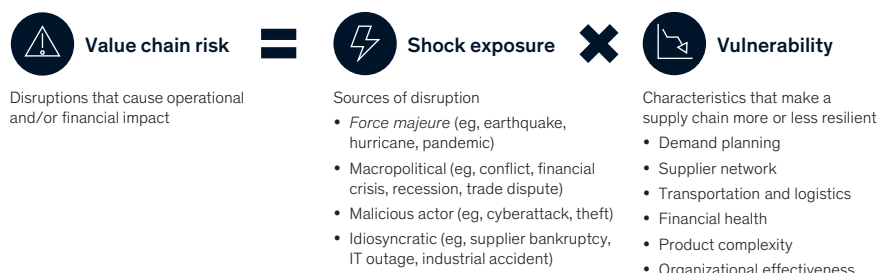 Value chain risk
Disruptions that cause operational
and/or financial impact
Shock exposure
Sources of disruption
• Force majeure (eg, earthquake,
hurricane, pandemic)
• Macropolitical (eg, conflict, financial
crisis, recession, trade dispute)
• Malicious actor (eg, cyberattack, theft)
• Idiosyncratic (eg, supplier bankruptcy,
IT outage, industrial accident)
Vulnerability
Characteristics that make a
supply chain more or less resilient
• Demand planning
• Supplier network
• Transportation and logistics
• Financial health
• Product complexity
• Organizational effectiveness